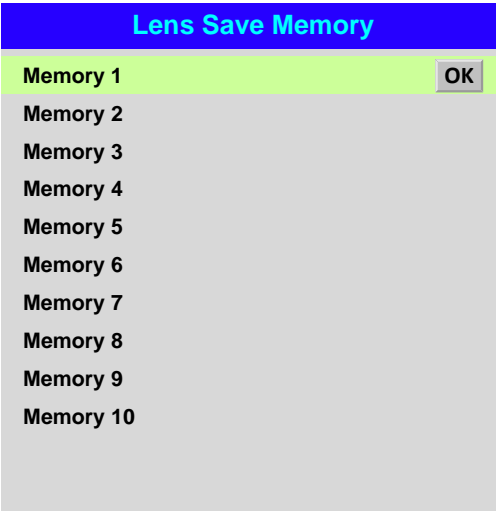 Lens Save Memory
Memory 1 OK
Memory 2
Memory 3
Memory 4
Memory 5
Memory 6
Memory 7
Memory 8
Memory 9
Memory 10